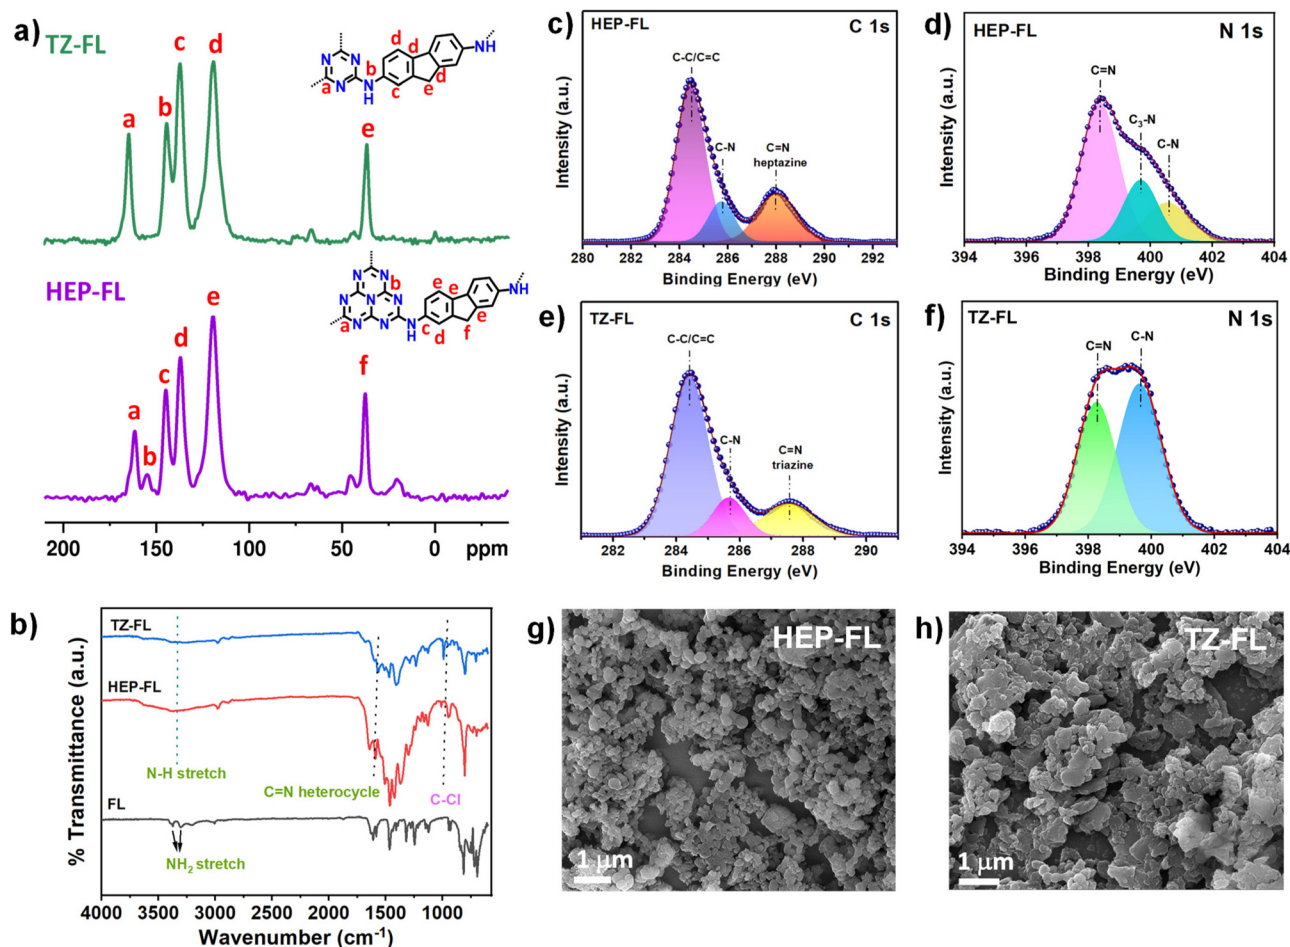 a)
TZ-FL
a
b
c
d
e
N
N
N
a
b
N
H
d
d
c
e
d
NH
HEP-FL
a
b
c
d
e
f
N
N
N
b
N
N
N
N
a
N
H
c
d
e
e
f
e
NH
210
150
100
50
0
ppm
b)
TZ-FL
HEP-FL
N-H stretch
C=N heterocycle
C-Cl
FL
NH2 stretch
% Transmittance (a.u.)
4000
3500
3000
2500
2000
1500
1000
Wavenumber (cm-1)
c)
HEP-FL
C 1s
C-C/C=C
C-N
C=N
heptazine
Intensity (a.u.)
280
282
284
286
288
290
292
Binding Energy (eV)
d)
HEP-FL
N 1s
C=N
C3-N
C-N
Intensity (a.u.)
394
396
398
400
402
404
Binding Energy (eV)
e)
TZ-FL
C 1s
C-C/C=C
C-N
C=N
triazine
Intensity (a.u.)
282
284
286
288
290
Binding Energy (eV)
f)
TZ-FL
N 1s
C=N
C-N
Intensity (a.u.)
394
396
398
400
402
404
Binding Energy (eV)
g)
HEP-FL
1 μm
h)
TZ-FL
1 μm